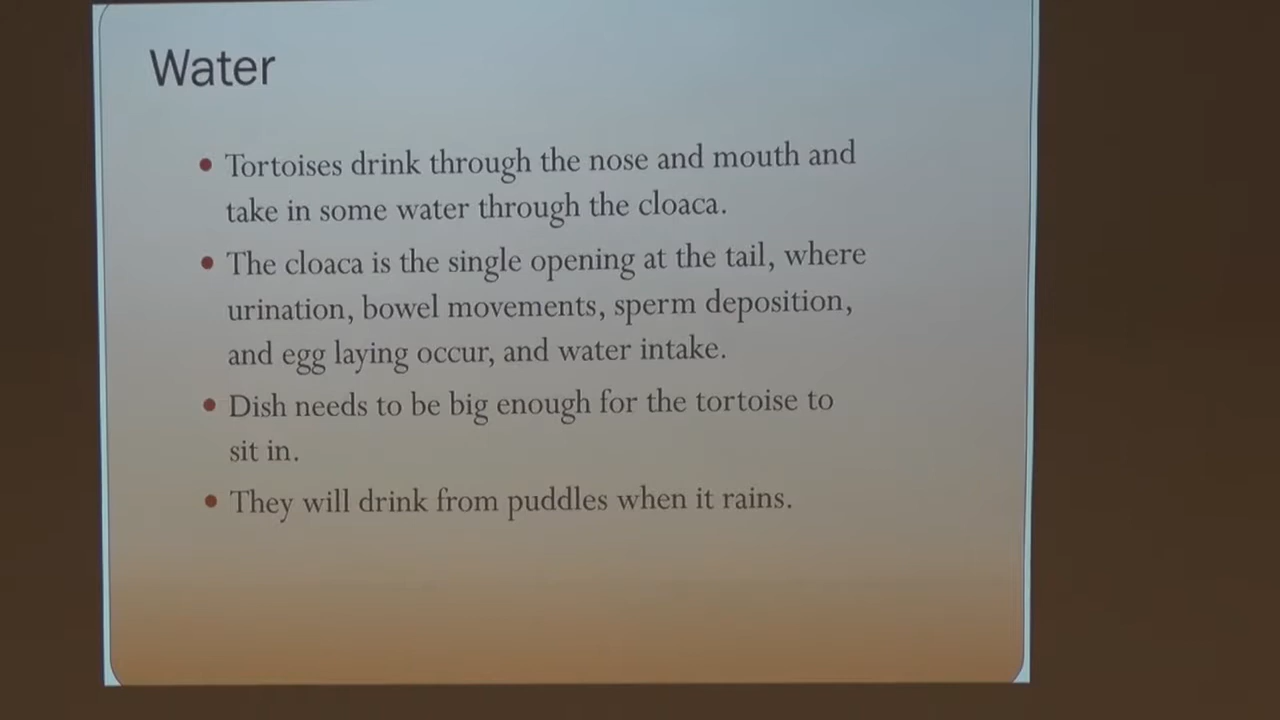 Water
• Tortoises drink through the nose and mouth and
take in some water through the cloaca.
• The cloaca is the single opening at the tail, where
urination, bowel movements, sperm deposition,
and egg laying occur, and water intake.
• Dish needs to be big enough for the tortoise to
sit in.
• They will drink from puddles when it rains.